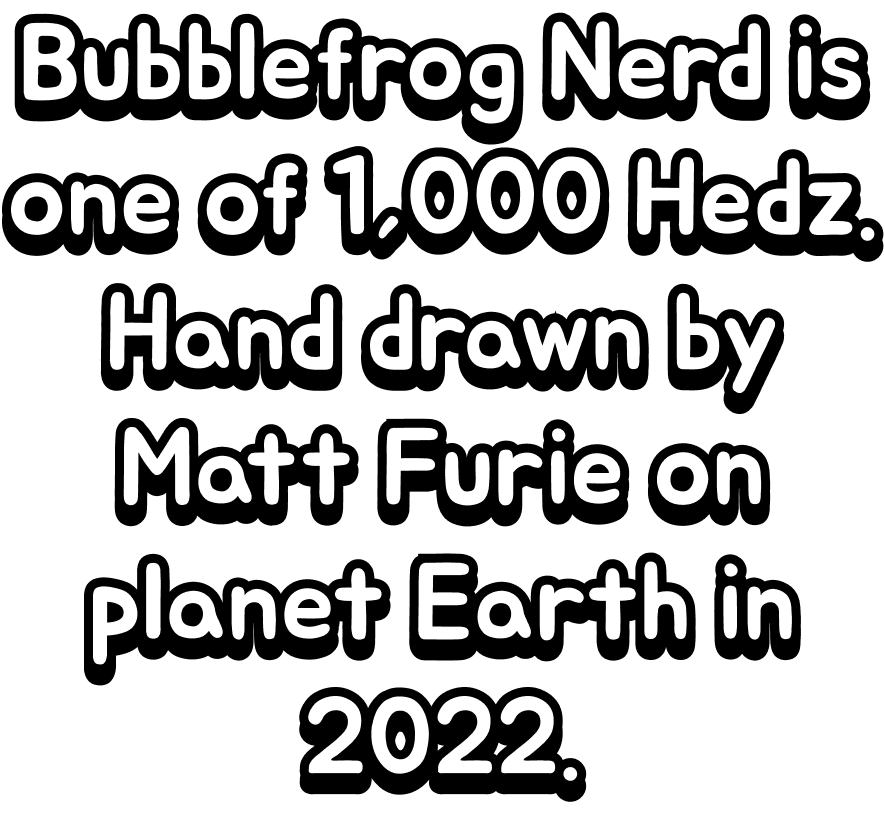 Bubblefrog Nerd is
one of 1,000 Hedz.
Hand drawn by
Matt Furie on
planet Earth in
2022.